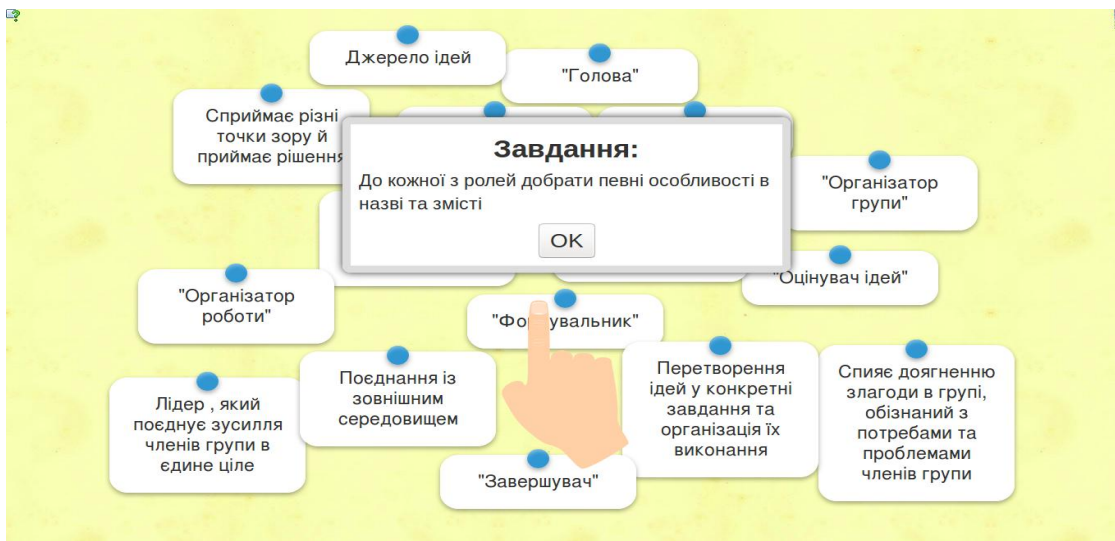 Джерело ідей
"Голова"
Сприймає різні
точки зору й
приймає рішення
Завдання:
До кожної з ролей добрати певні особливості в
назві та змісті
OK
"Організатор
групи"
"Оцінувач ідей"
"Організатор
роботи"
Поєднання із
зовнішним
середовищем
Перетворення
ідей у конкретні
завдання та
організація їх
виконання
Спияє доягненню
злагоди в групі,
обізнаний з
потребами та
проблемами
членів групи
Лідер , який
поєднує зусилля
членів групи в
єдине ціле
"Завершувач"